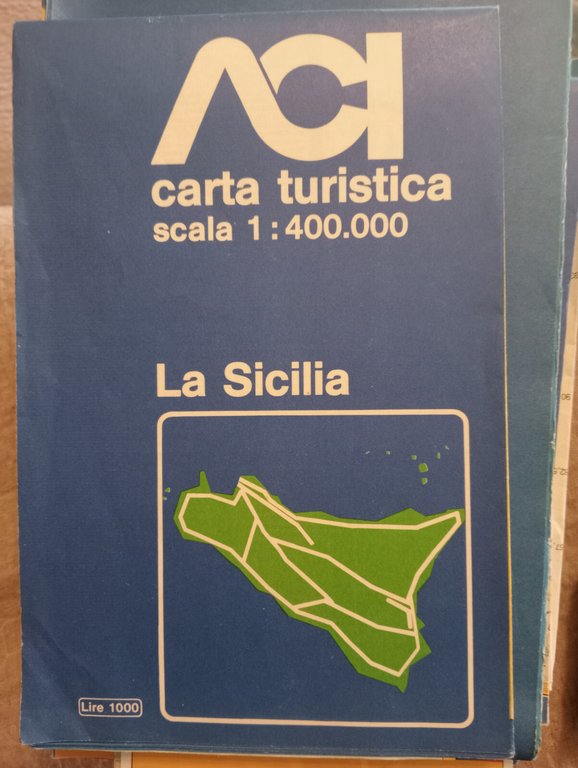 ACI
carta turistica
scala 1:400.000
La Sicilia
Lire 1000